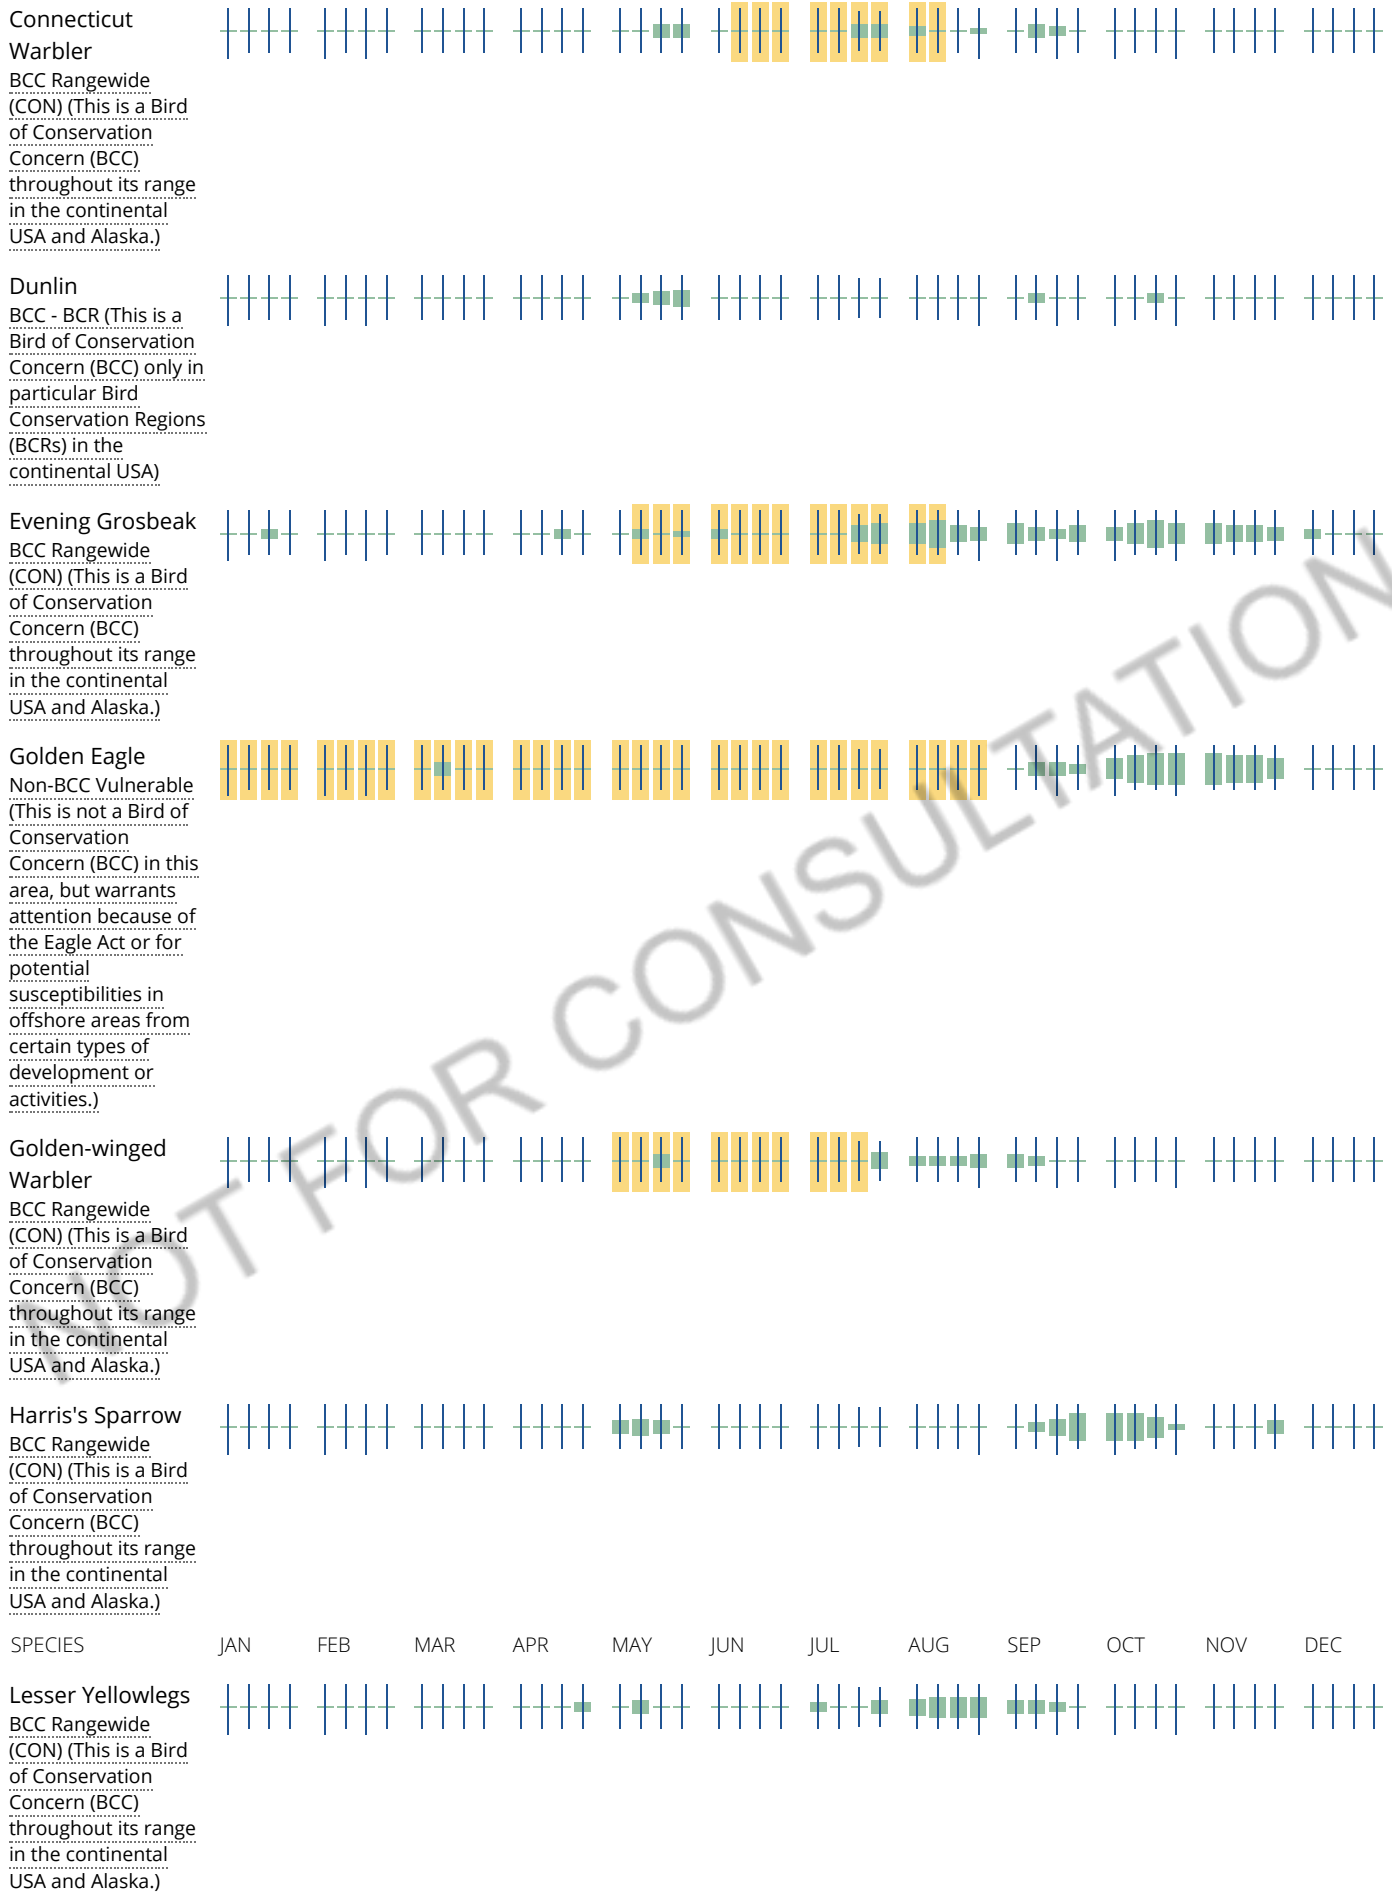 Connecticut
Warbler
BCC Rangewide
(CON) (This is a Bird
of Conservation
Concern (BCC)
throughout its range
in the continental
USA and Alaska.)
Dunlin
BCC - BCR (This is a
Bird of Conservation
Concern (BCC) only in
particular Bird
Conservation Regions
(BCRs) in the
continental USA)
Evening Grosbeak
BCC Rangewide
(CON) (This is a Bird
of Conservation
Concern (BCC)
throughout its range
in the continental
USA and Alaska.)
Golden Eagle
Non-BCC Vulnerable
(This is not a Bird of
Conservation
Concern (BCC) in this
area, but warrants
attention because of
the Eagle Act or for
potential
susceptibilities in
offshore areas from
certain types of
development or
activities.)
Golden-winged
Warbler
BCC Rangewide
(CON) (This is a Bird
of Conservation
Concern (BCC)
throughout its range
in the continental
USA and Alaska.)
Harris's Sparrow
BCC Rangewide
(CON) (This is a Bird
of Conservation
Concern (BCC)
throughout its range
in the continental
USA and Alaska.)
SPECIES JAN FEB MAR APR MAY JUN JUL AUG SEP OCT NOV DEC
Lesser Yellowlegs
BCC Rangewide
(CON) (This is a Bird
of Conservation
Concern (BCC)
throughout its range
in the continental
USA and Alaska.)
NOT FOR CONSULTATION